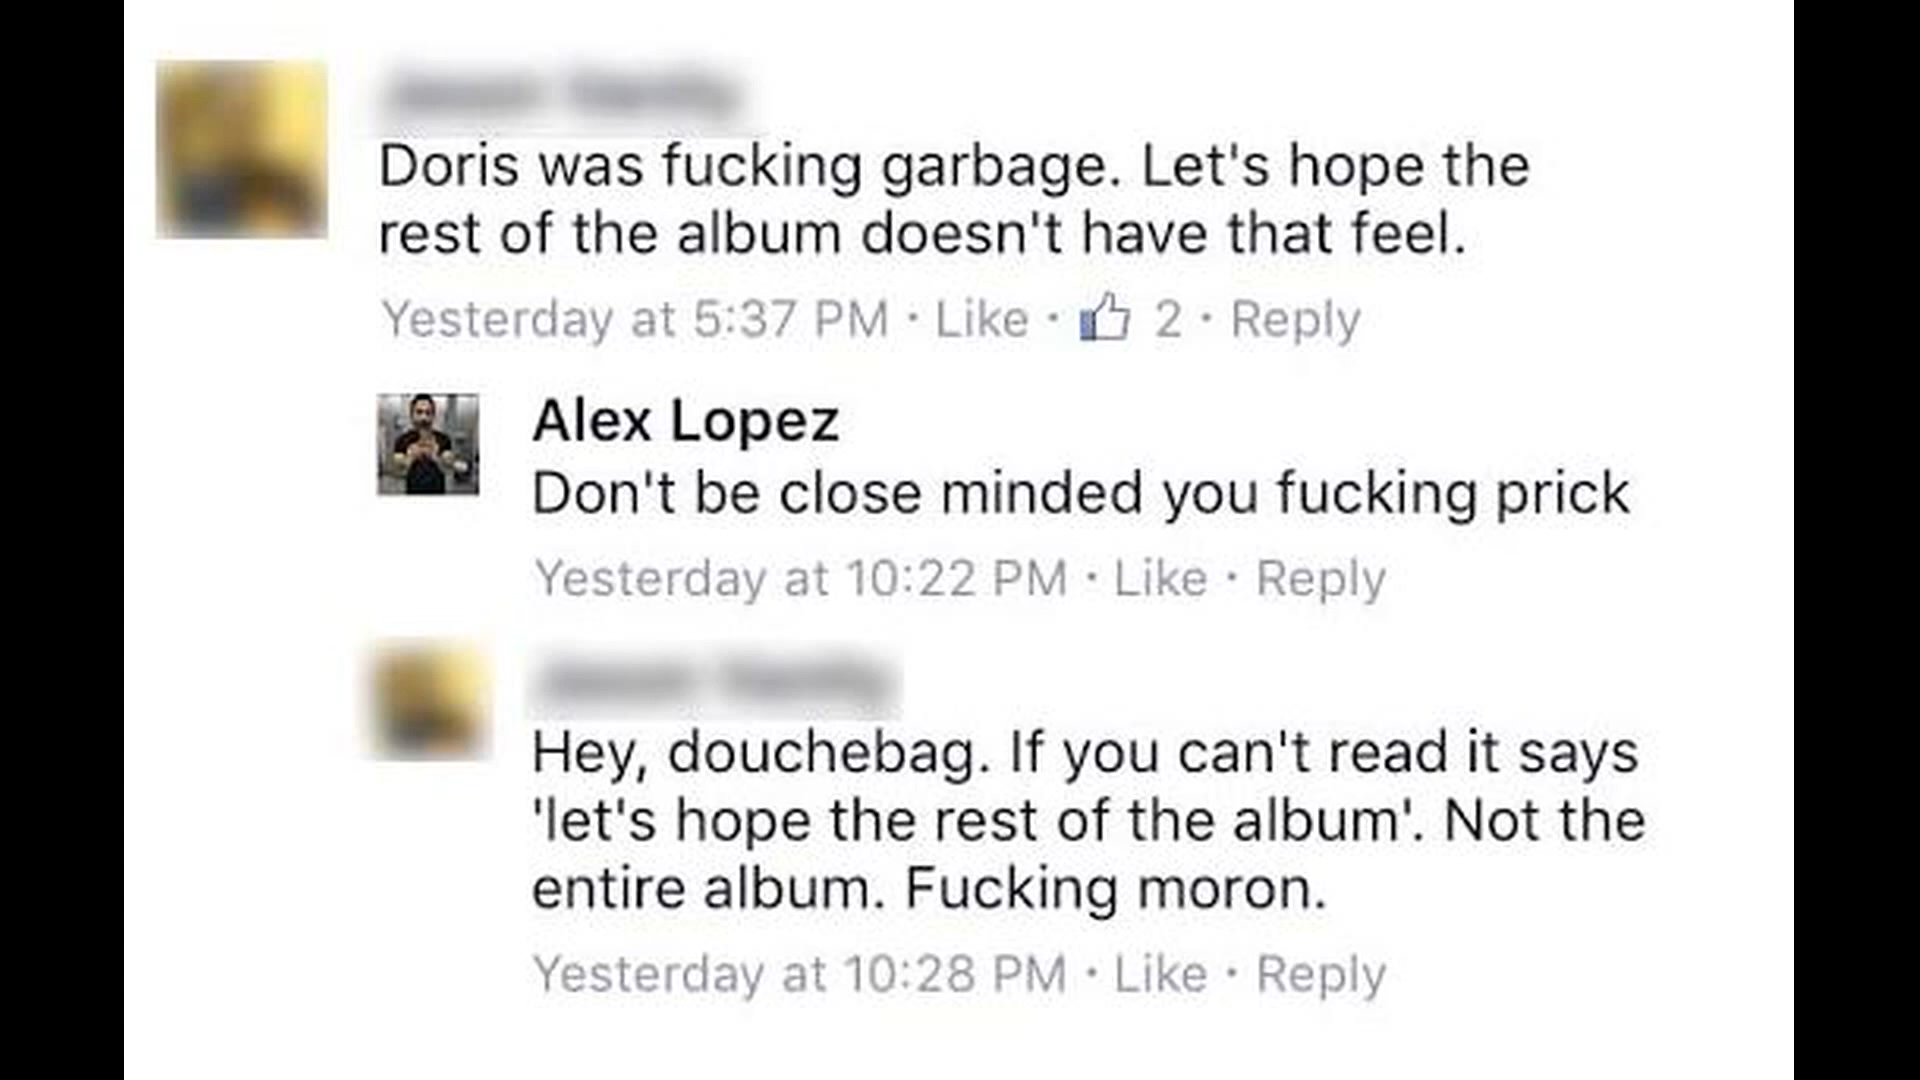 Doris was fucking garbage. Let's hope the
rest of the album doesn't have that feel.
Yesterday at 5:37 PM · Like · 2 · Reply
Alex Lopez
Don't be close minded you fucking prick
Yesterday at 10:22 PM · Like · Reply
Hey, douchebag. If you can't read it says
'let's hope the rest of the album'. Not the
entire album. Fucking moron.
Yesterday at 10:28 PM · Like · Reply